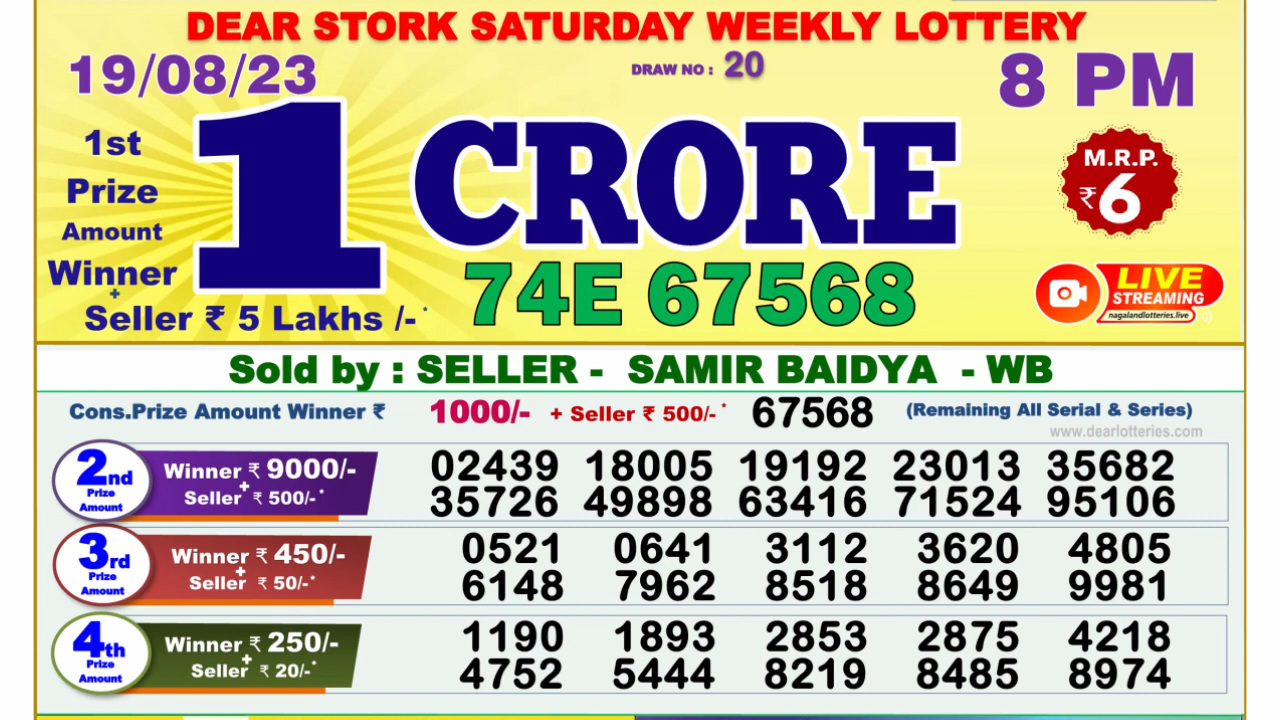 DEAR STORK SATURDAY WEEKLY LOTTERY
19/08/23
DRAW NO : 20
8 PM
1st
Prize
Amount
Winner
+
Seller ₹ 5 Lakhs /-*
1 CRORE
74E 67568
M.R.P.
₹6
LIVE
STREAMING
nagalandlotteries.live
Sold by : SELLER - SAMIR BAIDYA - WB
Cons.Prize Amount Winner ₹ 1000/- + Seller ₹ 500/-* 67568 (Remaining All Serial & Series)
www.dearlotteries.com
2nd
Prize
Amount
Winner ₹ 9000/-
+
Seller ₹ 500/-*
02439 18005 19192 23013 35682
35726 49898 63416 71524 95106
3rd
Prize
Amount
Winner ₹ 450/-
+
Seller ₹ 50/-*
0521 0641 3112 3620 4805
6148 7962 8518 8649 9981
4th
Prize
Amount
Winner ₹ 250/-
+
Seller ₹ 20/-*
1190 1893 2853 2875 4218
4752 5444 8219 8485 8974